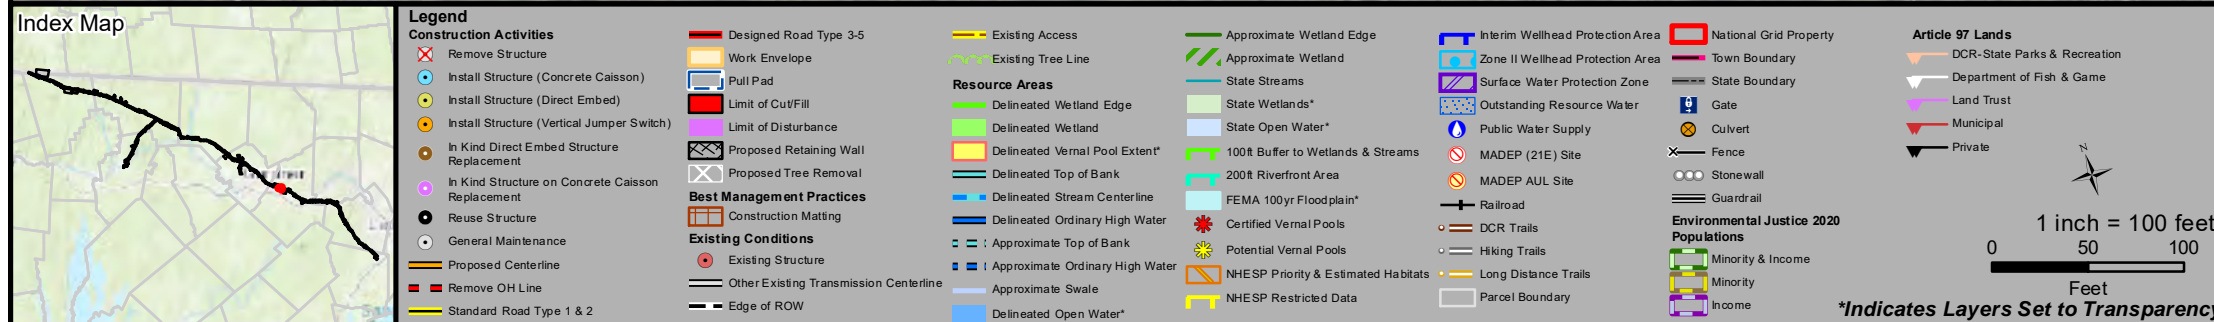 Index Map
Legend
Construction Activities
Remove Structure
Install Structure (Concrete Caisson)
Install Structure (Direct Embed)
Install Structure (Vertical Jumper Switch)
In Kind Direct Embed Structure
Replacement
In Kind Structure on Concrete Caisson
Replacement
Reuse Structure
General Maintenance
Proposed Centerline
Remove OH Line
Standard Road Type 1 & 2
Designed Road Type 3-5
Work Envelope
Pull Pad
Limit of Cut/Fill
Limit of Disturbance
Proposed Retaining Wall
Proposed Tree Removal
Best Management Practices
Construction Matting
Existing Conditions
Existing Structure
Other Existing Transmission Centerline
Edge of ROW
Existing Access
Existing Tree Line
Resource Areas
Delineated Wetland Edge
Delineated Wetland
Delineated Vernal Pool Extent*
Delineated Top of Bank
Delineated Stream Centerline
Delineated Ordinary High Water
Approximate Top of Bank
Approximate Ordinary High Water
Approximate Swale
Delineated Open Water*
Approximate Wetland Edge
Approximate Wetland
State Streams
State Wetlands*
State Open Water*
100ft Buffer to Wetlands & Streams
200ft Riverfront Area
FEMA 100yr Floodplain*
Certified Vernal Pools
Potential Vernal Pools
NHESP Priority & Estimated Habitats
NHESP Restricted Data
Interim Wellhead Protection Area
Zone II Wellhead Protection Area
Surface Water Protection Zone
Outstanding Resource Water
Public Water Supply
MADEP (21E) Site
MADEP AUL Site
Railroad
DCR Trails
Hiking Trails
Long Distance Trails
Parcel Boundary
National Grid Property
Town Boundary
State Boundary
Gate
Culvert
Fence
Stonewall
Guardrail
Environmental Justice 2020
Populations
Minority & Income
Minority
Income
Article 97 Lands
DCR-State Parks & Recreation
Department of Fish & Game
Land Trust
Municipal
Private
N
1 inch = 100 feet
0 50 100
Feet
*Indicates Layers Set to Transparency